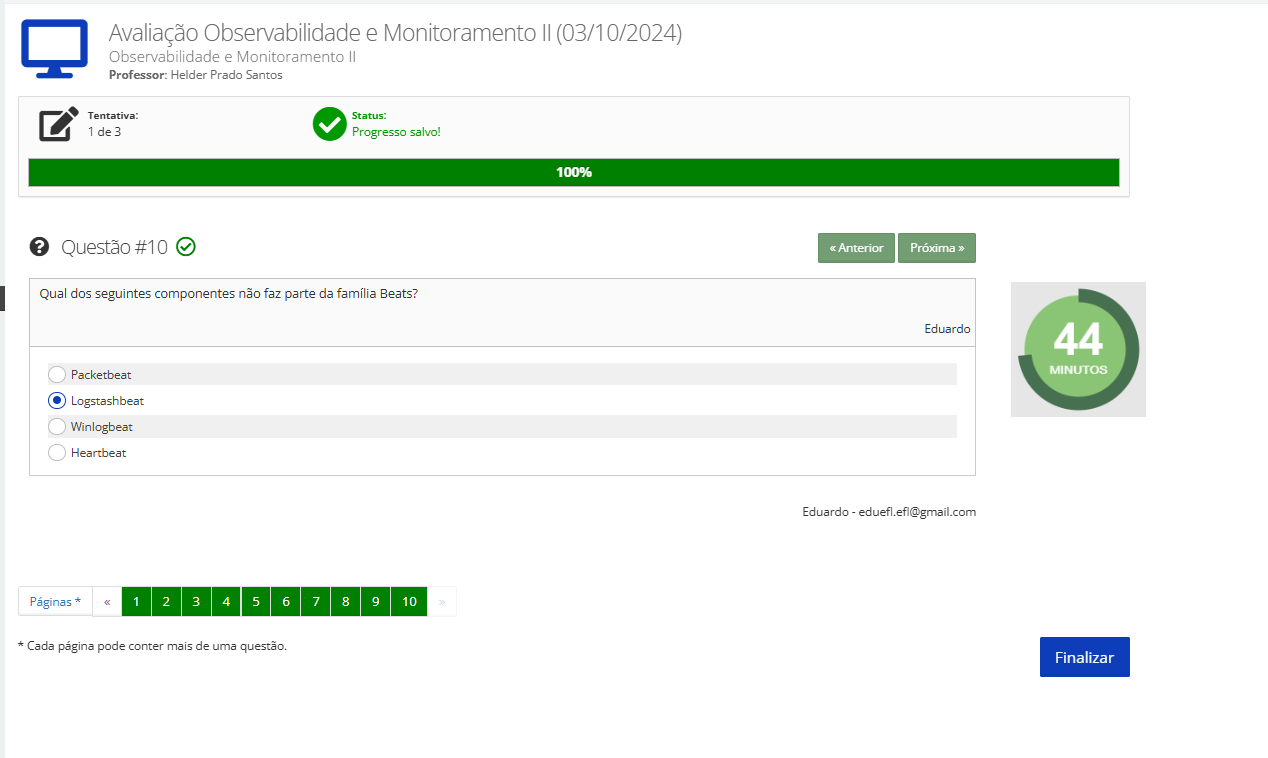 Avaliação Observabilidade e Monitoramento II (03/10/2024)
Observabilidade e Monitoramento II
Professor: Helder Prado Santos
Tentativa:
1 de 3
Status:
Progresso salvo!
100%
Questão #10
« Anterior
Próxima »
Qual dos seguintes componentes não faz parte da família Beats?
Eduardo
Packetbeat
Logstashbeat
Winlogbeat
Heartbeat
44
MINUTOS
Eduardo - eduefl.efl@gmail.com
Páginas * « 1 2 3 4 5 6 7 8 9 10 »
* Cada página pode conter mais de uma questão.
Finalizar